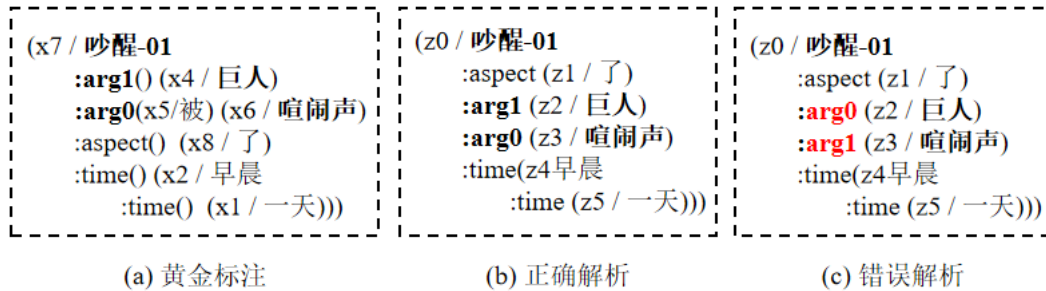 (x7 / 吵醒-01
:arg1() (x4 / 巨人)
:arg0(x5/被) (x6 / 喧闹声)
:aspect() (x8 / 了)
:time() (x2 / 早晨
:time() (x1 / 一天)))
(a) 黄金标注
(z0 / 吵醒-01
:aspect (z1 / 了)
:arg1 (z2 / 巨人)
:arg0 (z3 / 喧闹声)
:time(z4早晨
:time (z5 / 一天)))
(b) 正确解析
(z0 / 吵醒-01
:aspect (z1 / 了)
:arg0 (z2 / 巨人)
:arg1 (z3 / 喧闹声)
:time(z4早晨
:time (z5 / 一天)))
(c) 错误解析